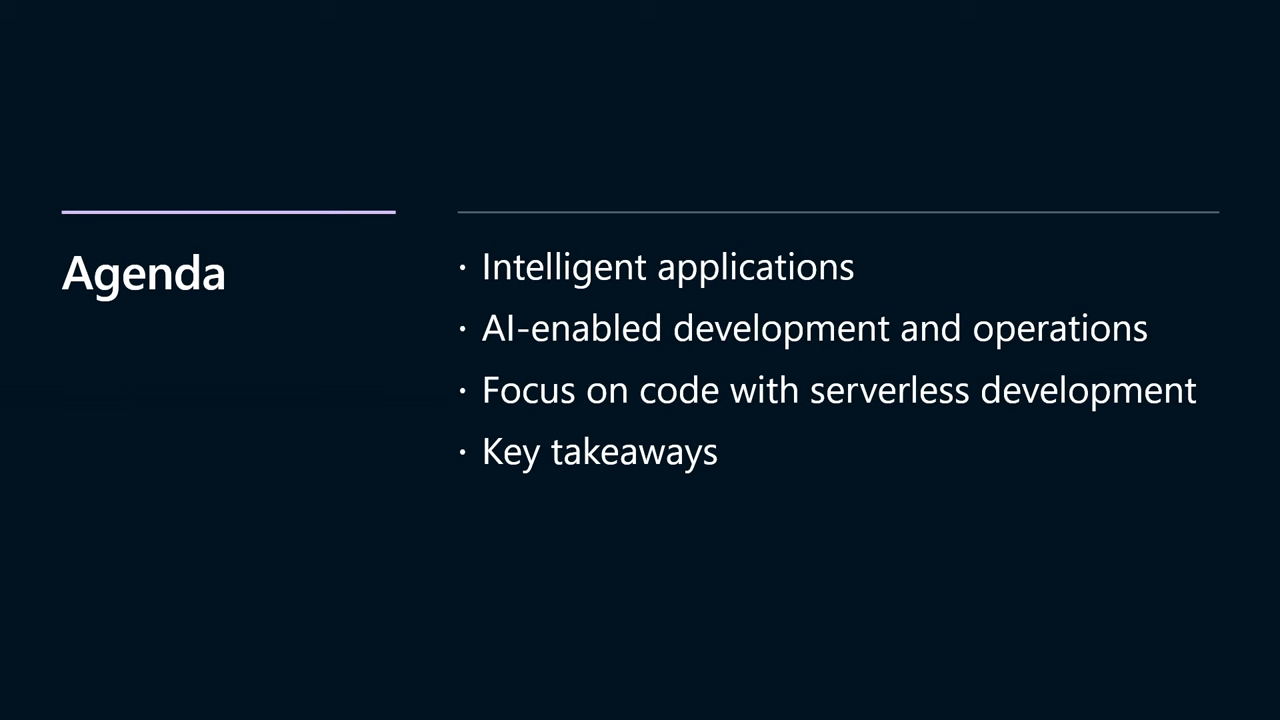 Agenda
· Intelligent applications
· AI-enabled development and operations
· Focus on code with serverless development
· Key takeaways